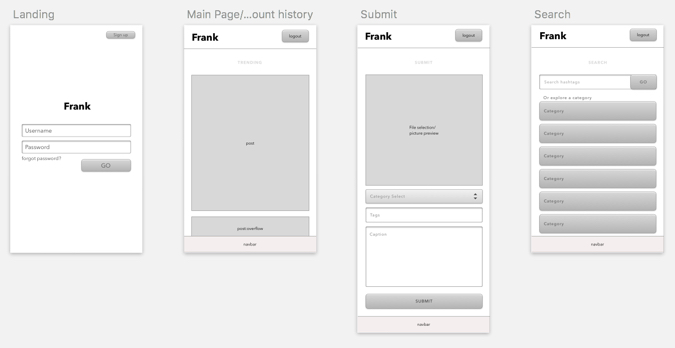 Landing
Sign up
Frank
Username
Password
forgot password?
GO
Main Page/...ount history
Frank
logout
TRENDING
post
post overflow
navbar
Submit
Frank
logout
SUBMIT
File selection/
picture preview
Category Select
Tags
Caption
SUBMIT
navbar
Search
Frank
logout
SEARCH
Search hashtags
GO
Or explore a category
Category
Category
Category
Category
Category
Category
navbar